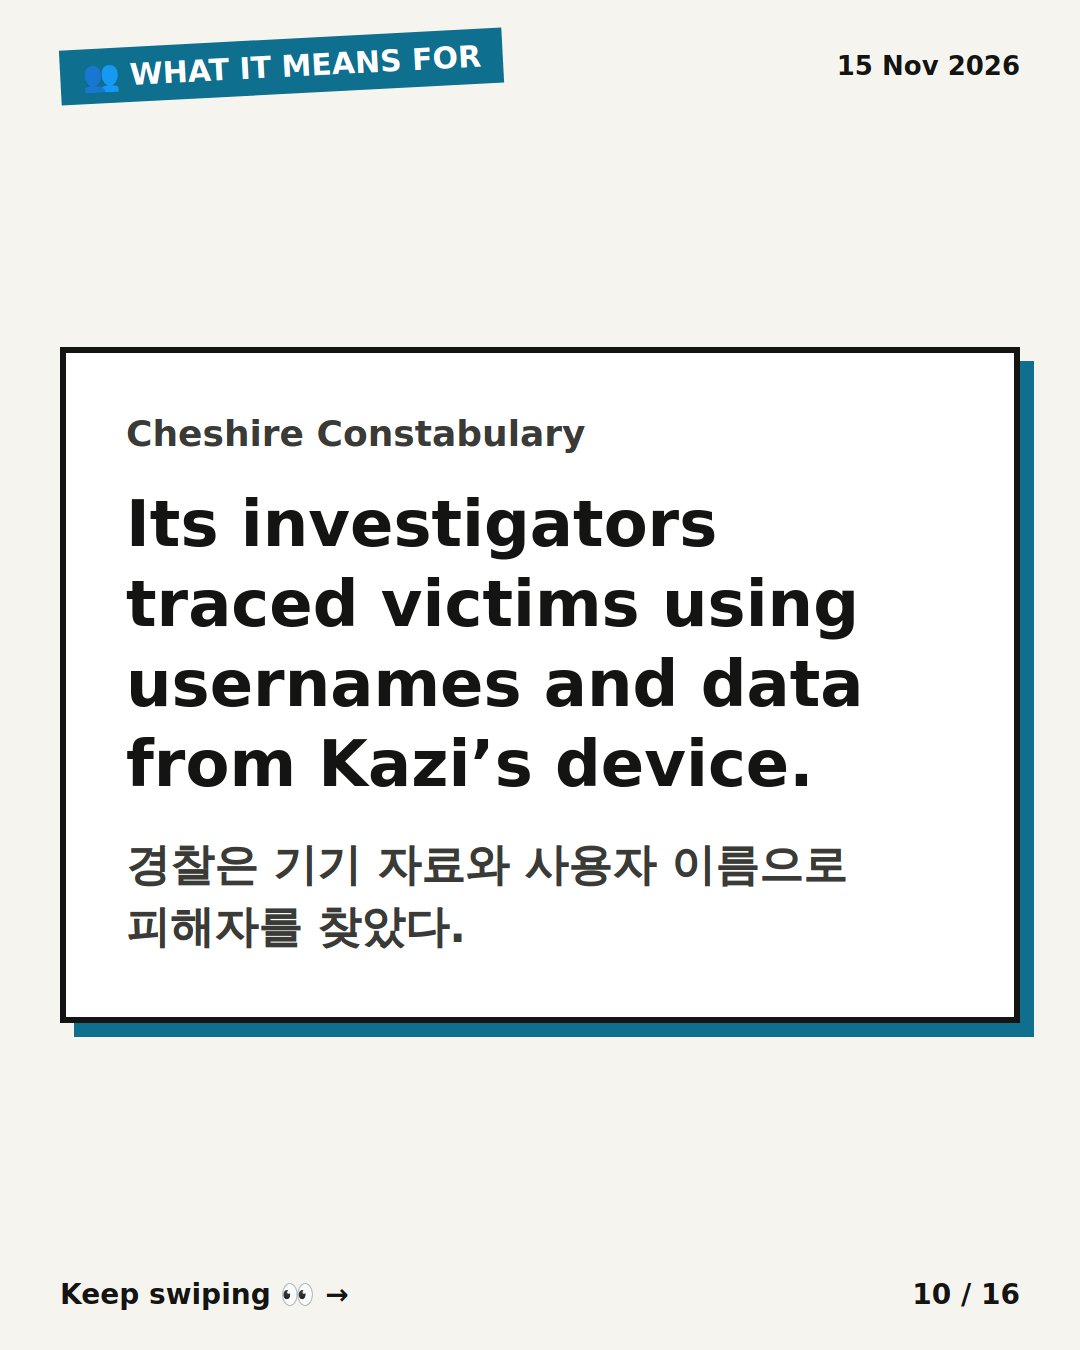 👥 WHAT IT MEANS FOR
15 Nov 2026
Cheshire Constabulary
Its investigators
traced victims using
usernames and data
from Kazi’s device.
경찰은 기기 자료와 사용자 이름으로
피해자를 찾았다.
Keep swiping 👀 →
10 / 16